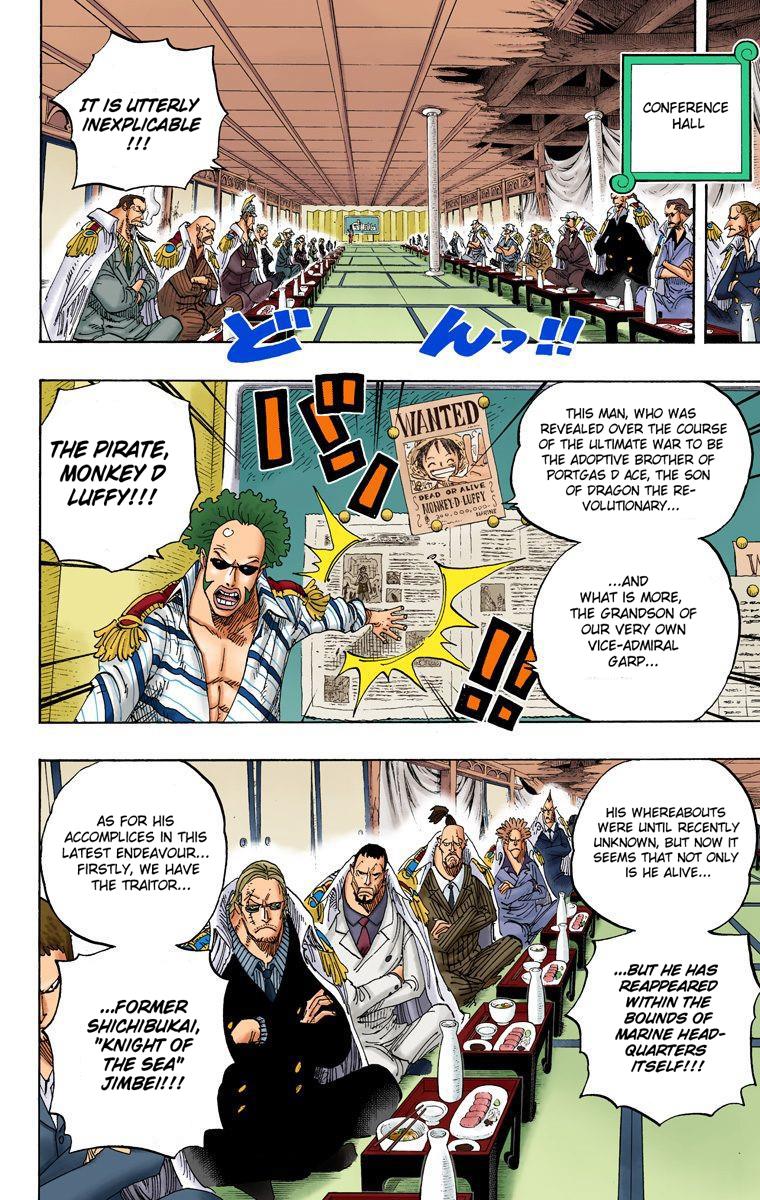 CONFERENCE
HALL
IT IS UTTERLY
INEXPLICABLE
!!!
どんっ!!
THIS MAN, WHO WAS
REVEALED OVER THE COURSE
OF THE ULTIMATE WAR TO BE
THE ADOPTIVE BROTHER OF
PORTGAS D ACE, THE SON
OF DRAGON THE RE-
VOLUTIONARY...
...AND
WHAT IS MORE,
THE GRANDSON OF
OUR VERY OWN
VICE-ADMIRAL
GARP...
WANTED
DEAD OR ALIVE
MONKEY·D·LUFFY
MARINE
バン
!!
THE PIRATE,
MONKEY D
LUFFY!!!
HIS WHEREABOUTS
WERE UNTIL RECENTLY
UNKNOWN, BUT NOW IT
SEEMS THAT NOT ONLY
IS HE ALIVE...
...BUT HE HAS
REAPPEARED
WITHIN THE
BOUNDS OF
MARINE HEAD-
QUARTERS
ITSELF!!!
AS FOR HIS
ACCOMPLICES IN THIS
LATEST ENDEAVOUR...
FIRSTLY, WE HAVE
THE TRAITOR...
...FORMER
SHICHIBUKAI,
"KNIGHT OF
THE SEA"
JIMBEI!!!